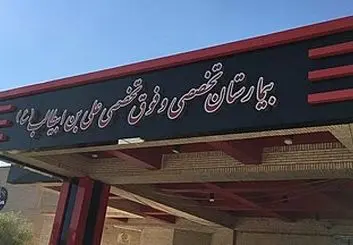 بیمارستان تخصصی و فوق تخصصی علی بن ابیطالب (ع)